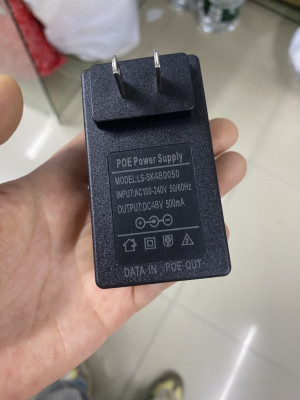 POE Power Supply
MODEL:LS-SK480050
INPUT:AC100-240V 50/60Hz
OUTPUT:DC48V 500mA
DATA IN POE OUT